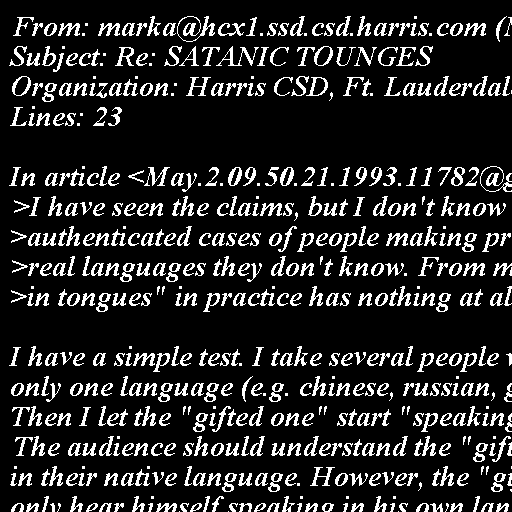 From: marka@hcx1.ssd.csd.harris.com (
Subject: Re: SATANIC TOUNGES
Organization: Harris CSD, Ft. Lauderdal
Lines: 23
In article <May.2.09.50.21.1993.11782@g
>I have seen the claims, but I don't know
>authenticated cases of people making pr
>real languages they don't know. From m
>in tongues" in practice has nothing at al
I have a simple test. I take several people
only one language (e.g. chinese, russian, g
Then I let the "gifted one" start "speaking
The audience should understand the "gift
in their native language. However, the "gi
only hear himself speaking in his own lan